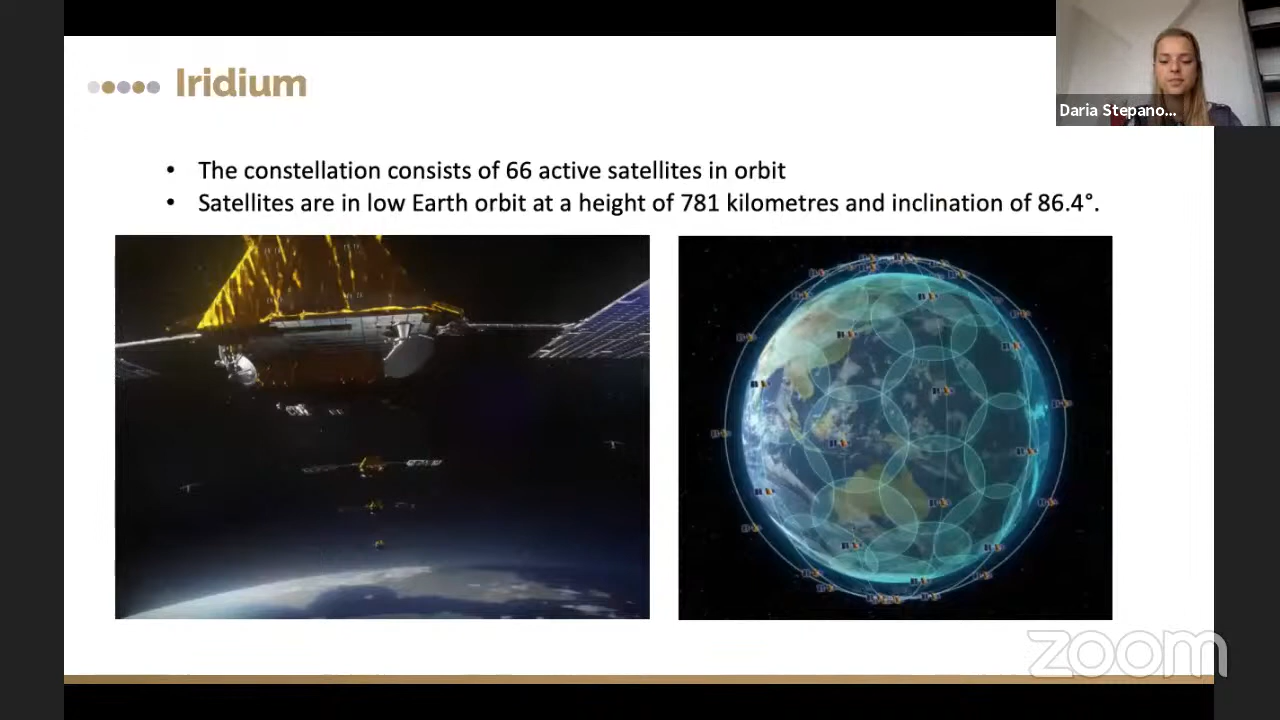 Iridium
Daria Stepano...
• The constellation consists of 66 active satellites in orbit
• Satellites are in low Earth orbit at a height of 781 kilometres and inclination of 86.4°.
zoom